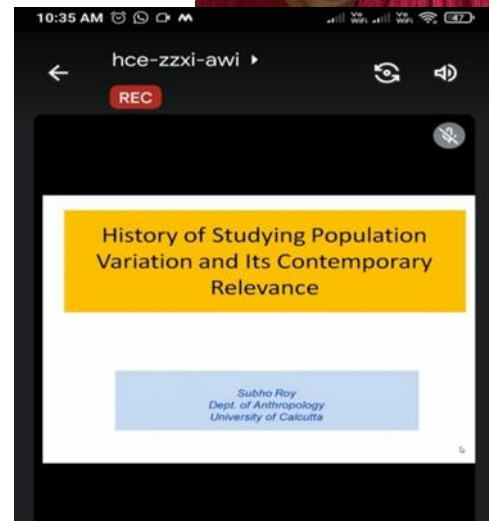 10:35 AM
47
hce-zzxi-awi
REC
History of Studying Population
Variation and Its Contemporary
Relevance
Subho Roy
Dept. of Anthropology
University of Calcutta